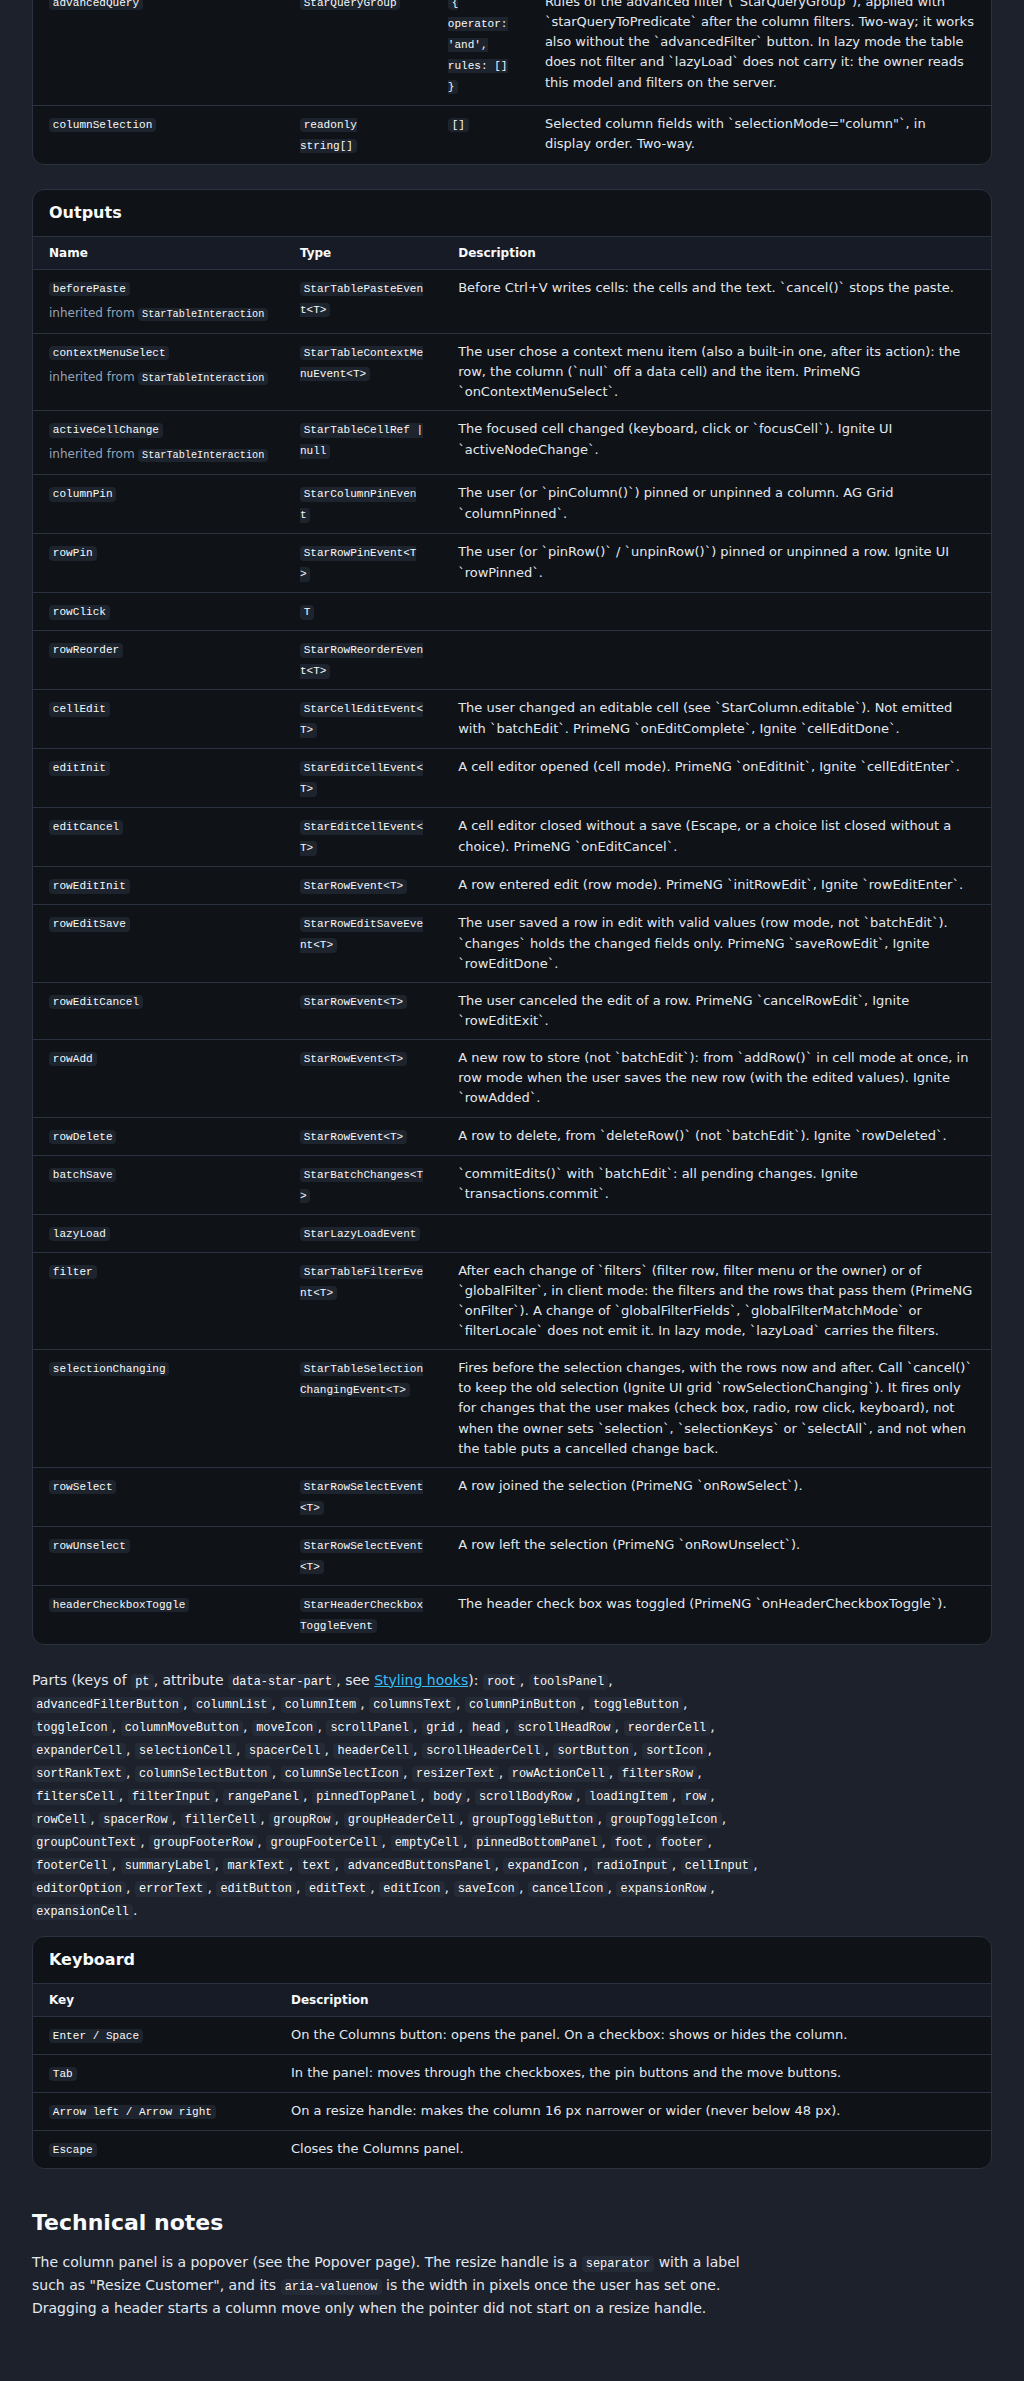 advancedQuery StarQueryGroup { Rules of the advanced filter (`StarQueryGroup`), applied with
operator: `starQueryToPredicate` after the column filters. Two-way; it works
'and', also without the `advancedFilter` button. In lazy mode the table
rules: [] does not filter and `lazyLoad` does not carry it: the owner reads
} this model and filters on the server.
columnSelection readonly [] Selected column fields with `selectionMode="column"`, in
string[] display order. Two-way.
Outputs
Name Type Description
beforePaste StarTablePasteEven Before Ctrl+V writes cells: the cells and the text. `cancel()` stops the paste.
inherited from StarTableInteraction t<T>
contextMenuSelect StarTableContextMe The user chose a context menu item (also a built-in one, after its action): the
inherited from StarTableInteraction nuEvent<T> row, the column (`null` off a data cell) and the item. PrimeNG
`onContextMenuSelect`.
activeCellChange StarTableCellRef | The focused cell changed (keyboard, click or `focusCell`). Ignite UI
inherited from StarTableInteraction null `activeNodeChange`.
columnPin StarColumnPinEven The user (or `pinColumn()`) pinned or unpinned a column. AG Grid
t `columnPinned`.
rowPin StarRowPinEvent<T The user (or `pinRow()` / `unpinRow()`) pinned or unpinned a row. Ignite UI
> `rowPinned`.
rowClick T
rowReorder StarRowReorderEven
t<T>
cellEdit StarCellEditEvent< The user changed an editable cell (see `StarColumn.editable`). Not emitted
T> with `batchEdit`. PrimeNG `onEditComplete`, Ignite `cellEditDone`.
editInit StarEditCellEvent< A cell editor opened (cell mode). PrimeNG `onEditInit`, Ignite `cellEditEnter`.
T>
editCancel StarEditCellEvent< A cell editor closed without a save (Escape, or a choice list closed without a
T> choice). PrimeNG `onEditCancel`.
rowEditInit StarRowEvent<T> A row entered edit (row mode). PrimeNG `initRowEdit`, Ignite `rowEditEnter`.
rowEditSave StarRowEditSaveEve The user saved a row in edit with valid values (row mode, not `batchEdit`).
nt<T> `changes` holds the changed fields only. PrimeNG `saveRowEdit`, Ignite
`rowEditDone`.
rowEditCancel StarRowEvent<T> The user canceled the edit of a row. PrimeNG `cancelRowEdit`, Ignite
`rowEditExit`.
rowAdd StarRowEvent<T> A new row to store (not `batchEdit`): from `addRow()` in cell mode at once, in
row mode when the user saves the new row (with the edited values). Ignite
`rowAdded`.
rowDelete StarRowEvent<T> A row to delete, from `deleteRow()` (not `batchEdit`). Ignite `rowDeleted`.
batchSave StarBatchChanges<T `commitEdits()` with `batchEdit`: all pending changes. Ignite
> `transactions.commit`.
lazyLoad StarLazyLoadEvent
filter StarTableFilterEve After each change of `filters` (filter row, filter menu or the owner) or of
nt<T> `globalFilter`, in client mode: the filters and the rows that pass them (PrimeNG
`onFilter`). A change of `globalFilterFields`, `globalFilterMatchMode` or
`filterLocale` does not emit it. In lazy mode, `lazyLoad` carries the filters.
selectionChanging StarTableSelection Fires before the selection changes, with the rows now and after. Call `cancel()`
ChangingEvent<T> to keep the old selection (Ignite UI grid `rowSelectionChanging`). It fires only
for changes that the user makes (check box, radio, row click, keyboard), not
when the owner sets `selection`, `selectionKeys` or `selectAll`, and not when
the table puts a cancelled change back.
rowSelect StarRowSelectEvent A row joined the selection (PrimeNG `onRowSelect`).
<T>
rowUnselect StarRowSelectEvent A row left the selection (PrimeNG `onRowUnselect`).
<T>
headerCheckboxToggle StarHeaderCheckbox The header check box was toggled (PrimeNG `onHeaderCheckboxToggle`).
ToggleEvent
Parts (keys of pt, attribute data-star-part, see Styling hooks): root, toolsPanel,
advancedFilterButton, columnList, columnItem, columnsText, columnPinButton, toggleButton,
toggleIcon, columnMoveButton, moveIcon, scrollPanel, grid, head, scrollHeadRow, reorderCell,
expanderCell, selectionCell, spacerCell, headerCell, scrollHeaderCell, sortButton, sortIcon,
sortRankText, columnSelectButton, columnSelectIcon, resizerText, rowActionCell, filtersRow,
filtersCell, filterInput, rangePanel, pinnedTopPanel, body, scrollBodyRow, loadingItem, row,
rowCell, spacerRow, fillerCell, groupRow, groupHeaderCell, groupToggleButton, groupToggleIcon,
groupCountText, groupFooterRow, groupFooterCell, emptyCell, pinnedBottomPanel, foot, footer,
footerCell, summaryLabel, markText, text, advancedButtonsPanel, expandIcon, radioInput, cellInput,
editorOption, errorText, editButton, editText, editIcon, saveIcon, cancelIcon, expansionRow,
expansionCell.
Keyboard
Key Description
Enter / Space On the Columns button: opens the panel. On a checkbox: shows or hides the column.
Tab In the panel: moves through the checkboxes, the pin buttons and the move buttons.
Arrow left / Arrow right On a resize handle: makes the column 16 px narrower or wider (never below 48 px).
Escape Closes the Columns panel.
Technical notes
The column panel is a popover (see the Popover page). The resize handle is a separator with a label
such as "Resize Customer", and its aria-valuenow is the width in pixels once the user has set one.
Dragging a header starts a column move only when the pointer did not start on a resize handle.